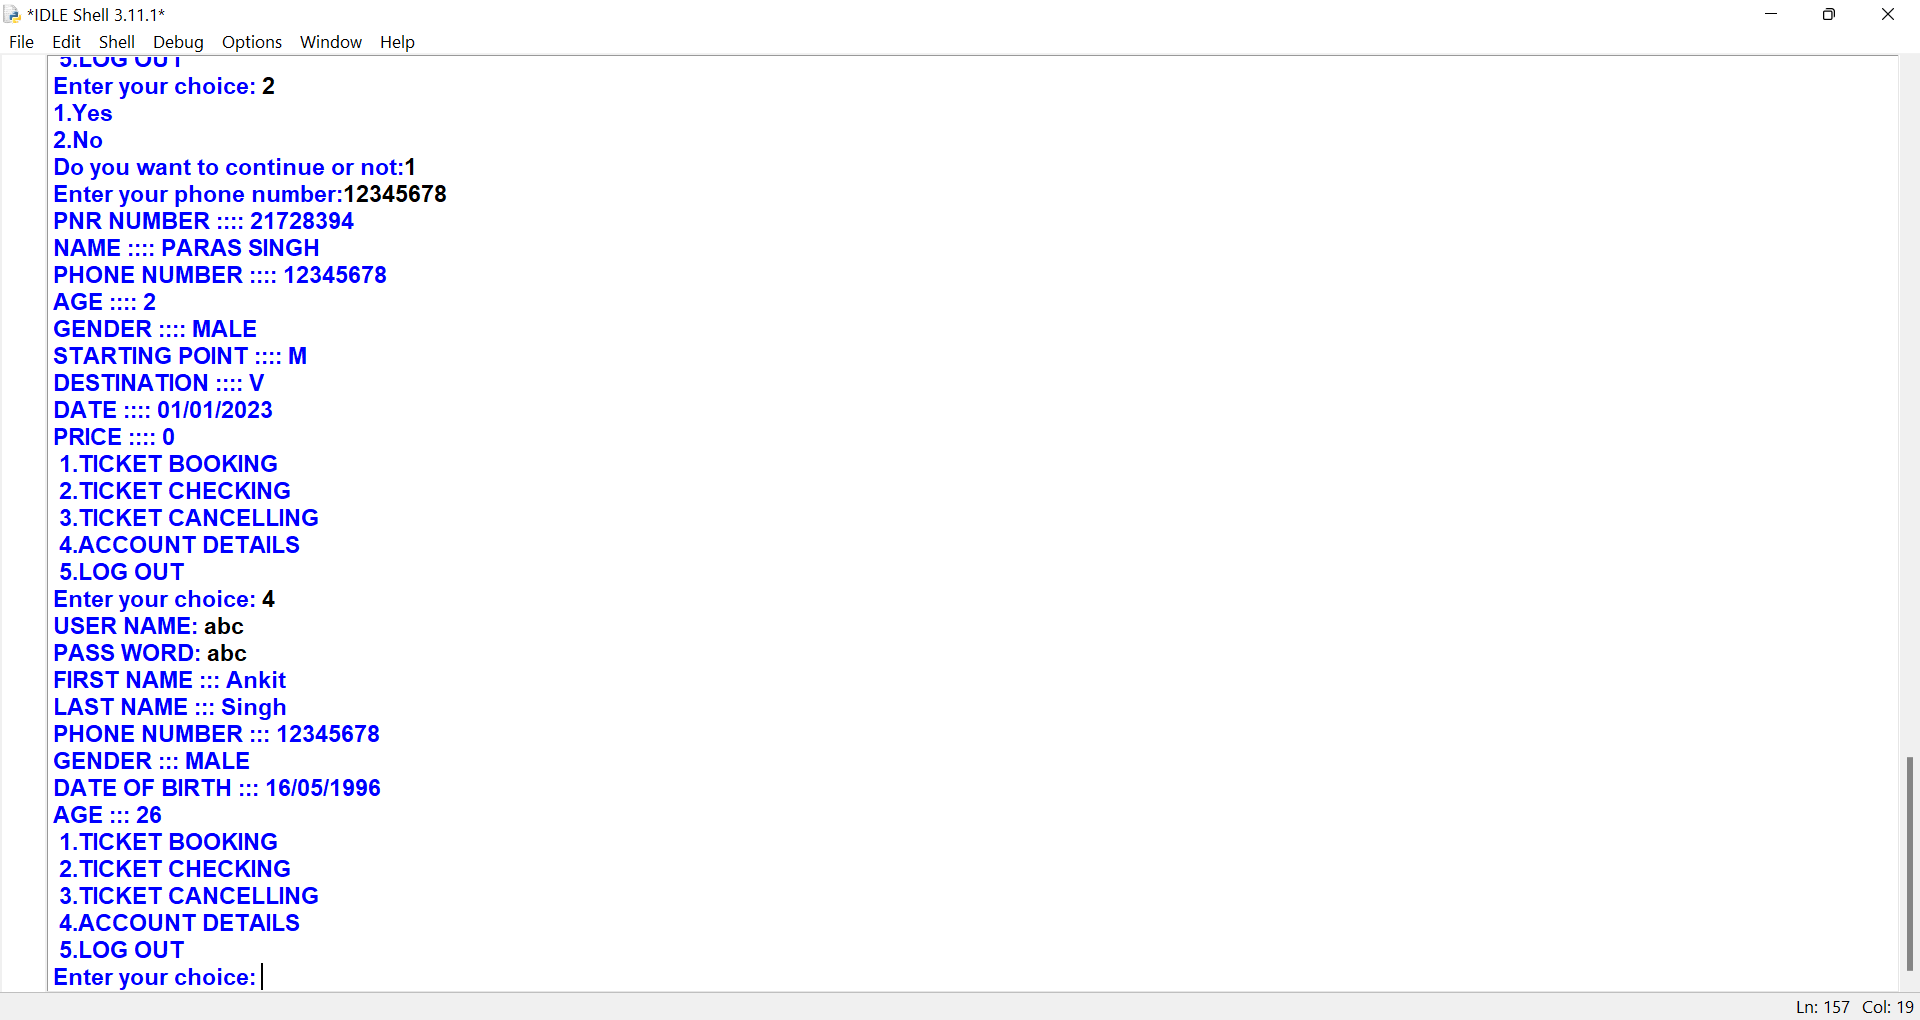 *IDLE Shell 3.11.1*
File Edit Shell Debug Options Window Help
5.LOG OUT
Enter your choice: 2
1.Yes
2.No
Do you want to continue or not:1
Enter your phone number:12345678
PNR NUMBER :::: 21728394
NAME :::: PARAS SINGH
PHONE NUMBER :::: 12345678
AGE :::: 2
GENDER :::: MALE
STARTING POINT :::: M
DESTINATION :::: V
DATE :::: 01/01/2023
PRICE :::: 0
1.TICKET BOOKING
2.TICKET CHECKING
3.TICKET CANCELLING
4.ACCOUNT DETAILS
5.LOG OUT
Enter your choice: 4
USER NAME: abc
PASS WORD: abc
FIRST NAME ::: Ankit
LAST NAME ::: Singh
PHONE NUMBER ::: 12345678
GENDER ::: MALE
DATE OF BIRTH ::: 16/05/1996
AGE ::: 26
1.TICKET BOOKING
2.TICKET CHECKING
3.TICKET CANCELLING
4.ACCOUNT DETAILS
5.LOG OUT
Enter your choice:
Ln: 157 Col: 19